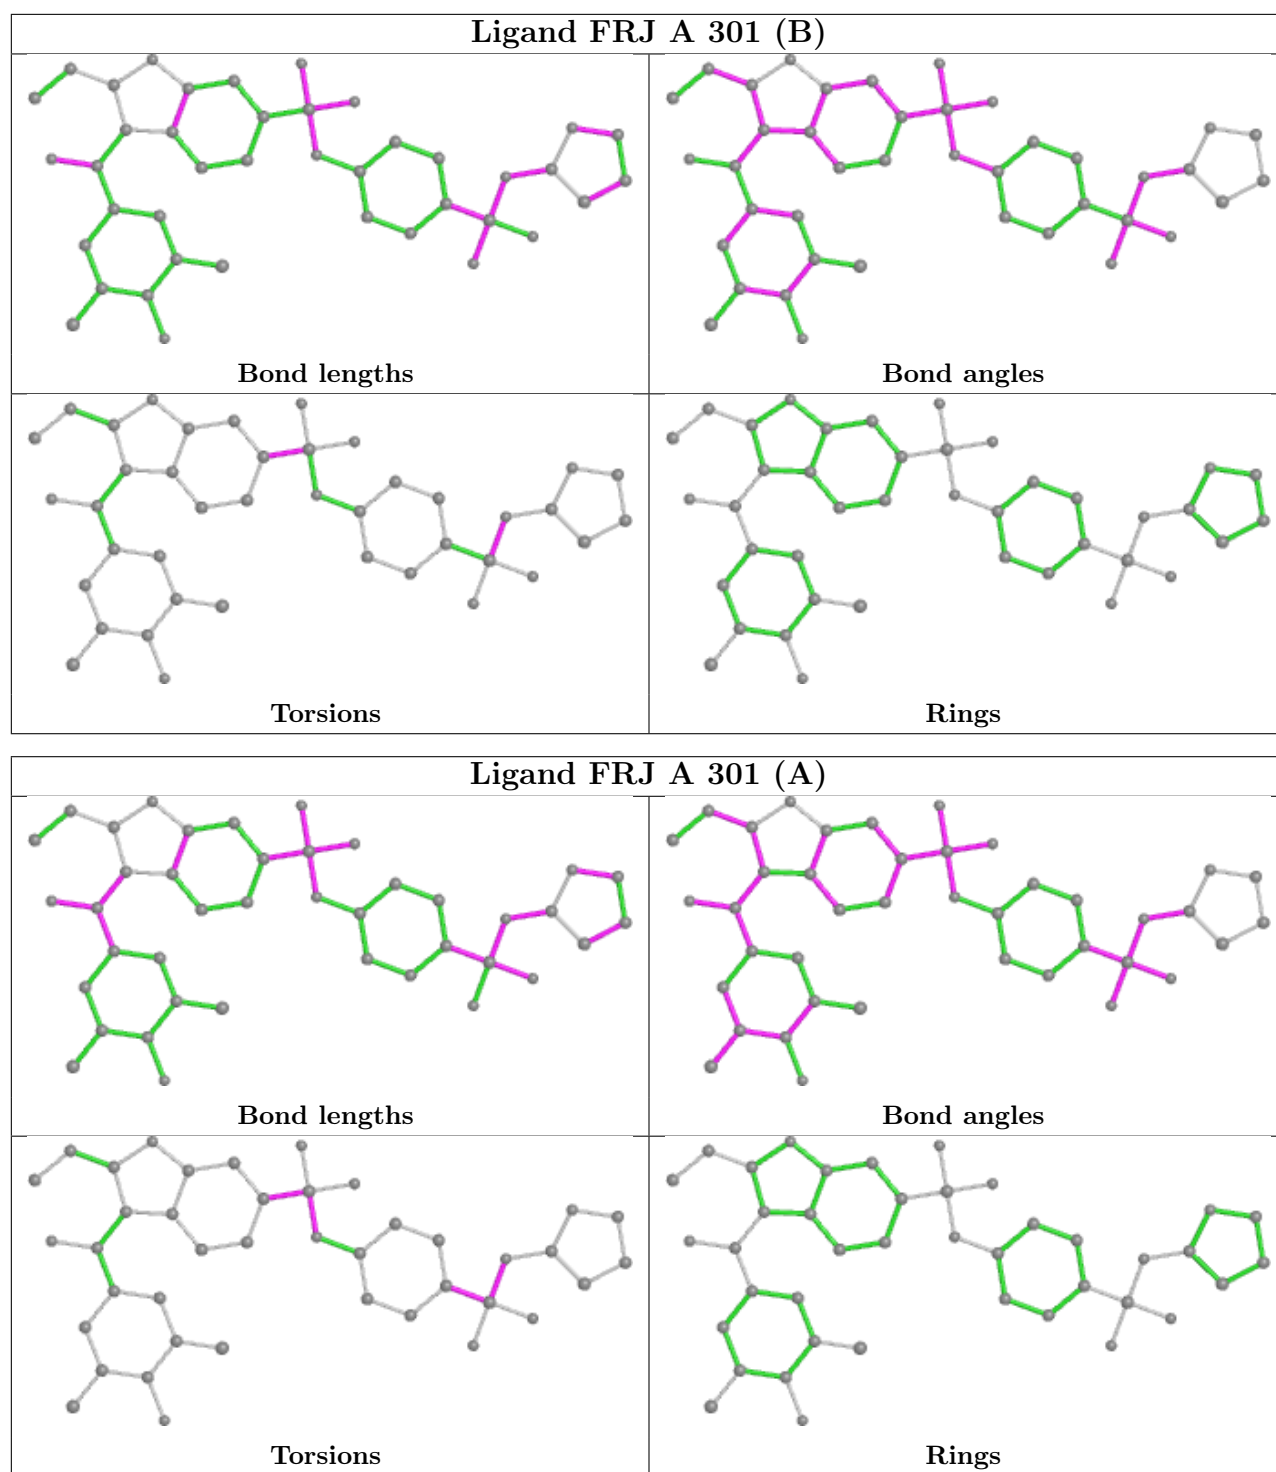 Ligand FRJ A 301 (B)
Bond lengths
Bond angles
Torsions
Rings
Ligand FRJ A 301 (A)
Bond lengths
Bond angles
Torsions
Rings